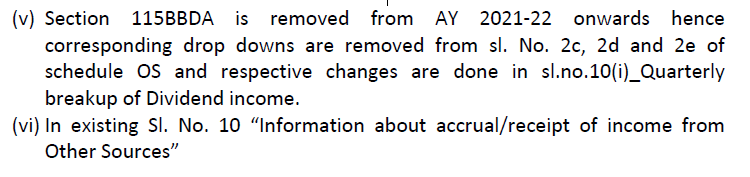 (v) Section 115BBDA is removed from AY 2021-22 onwards hence
corresponding drop downs are removed from sl. No. 2c, 2d and 2e of
schedule OS and respective changes are done in sl.no.10(i)_Quarterly
breakup of Dividend income.
(vi) In existing Sl. No. 10 “Information about accrual/receipt of income from
Other Sources”